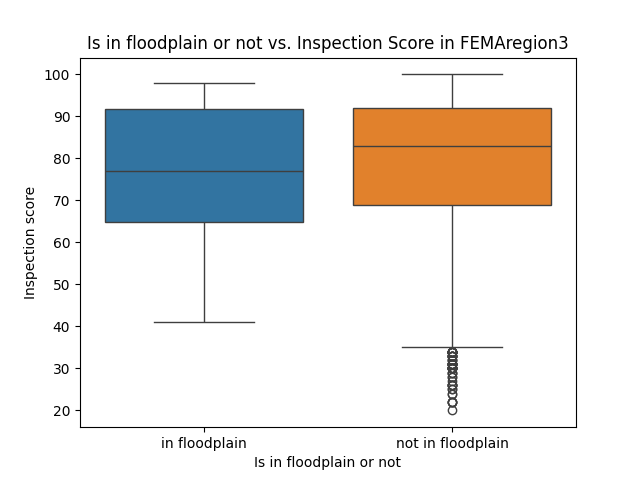 Is in floodplain or not vs. Inspection Score in FEMAregion3
Inspection score
100
90
80
70
60
50
40
30
20
in floodplain
not in floodplain
Is in floodplain or not